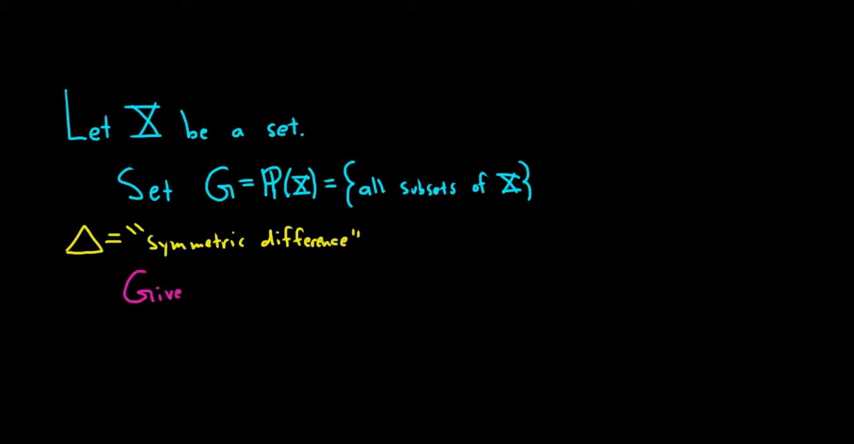 Let X be a set.
Set G = ℙ(X) = {all subsets of X}
△ = "Symmetric difference"
Give